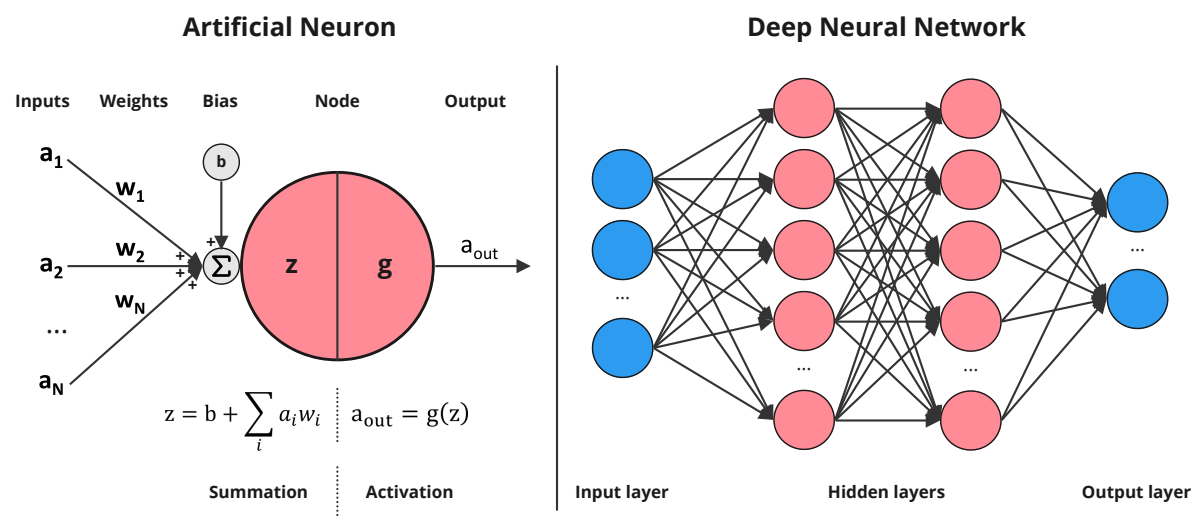 Artificial Neuron
Inputs Weights Bias Node Output
b
a1
w1
+
w2
+
a2
Σ
z
g
aout
+
wN
+
...
aN
z = b + ∑ i aiwi
aout = g(z)
Summation
Activation
Deep Neural Network
...
...
...
...
Input layer
Hidden layers
Output layer